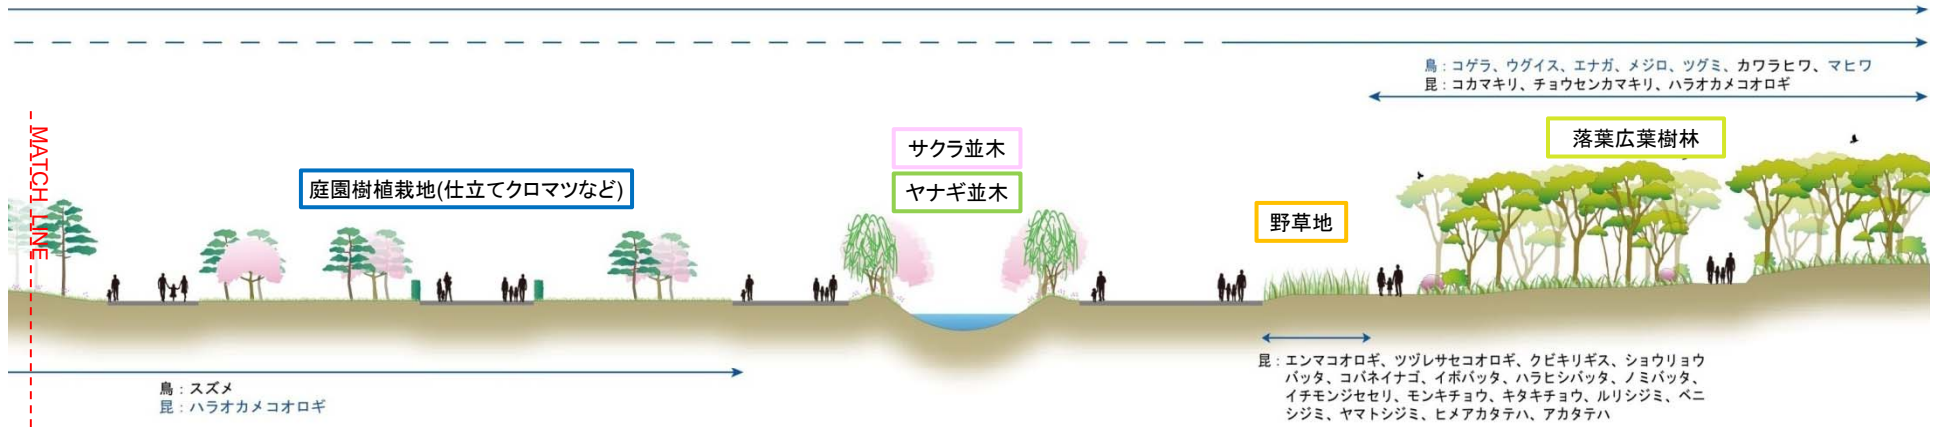 鳥：コゲラ、ウグイス、エナガ、メジロ、ツグミ、カワラヒワ、マヒワ
昆：コカマキリ、チョウセンカマキリ、ハラオカメコオロギ
MATCH LINE
サクラ並木
落葉広葉樹林
庭園樹植栽地(仕立てクロマツなど)
ヤナギ並木
野草地
昆：エンマコオロギ、ツヅレサセコオロギ、クビキリギス、ショウリョウ
バッタ、コバネイナゴ、イボバッタ、ハラヒシバッタ、ノミバッタ、
イチモンジセセリ、モンキチョウ、キタキチョウ、ルリシジミ、ベニ
シジミ、ヤマトシジミ、ヒメアカタテハ、アカタテハ
鳥：スズメ
昆：ハラオカメコオロギ